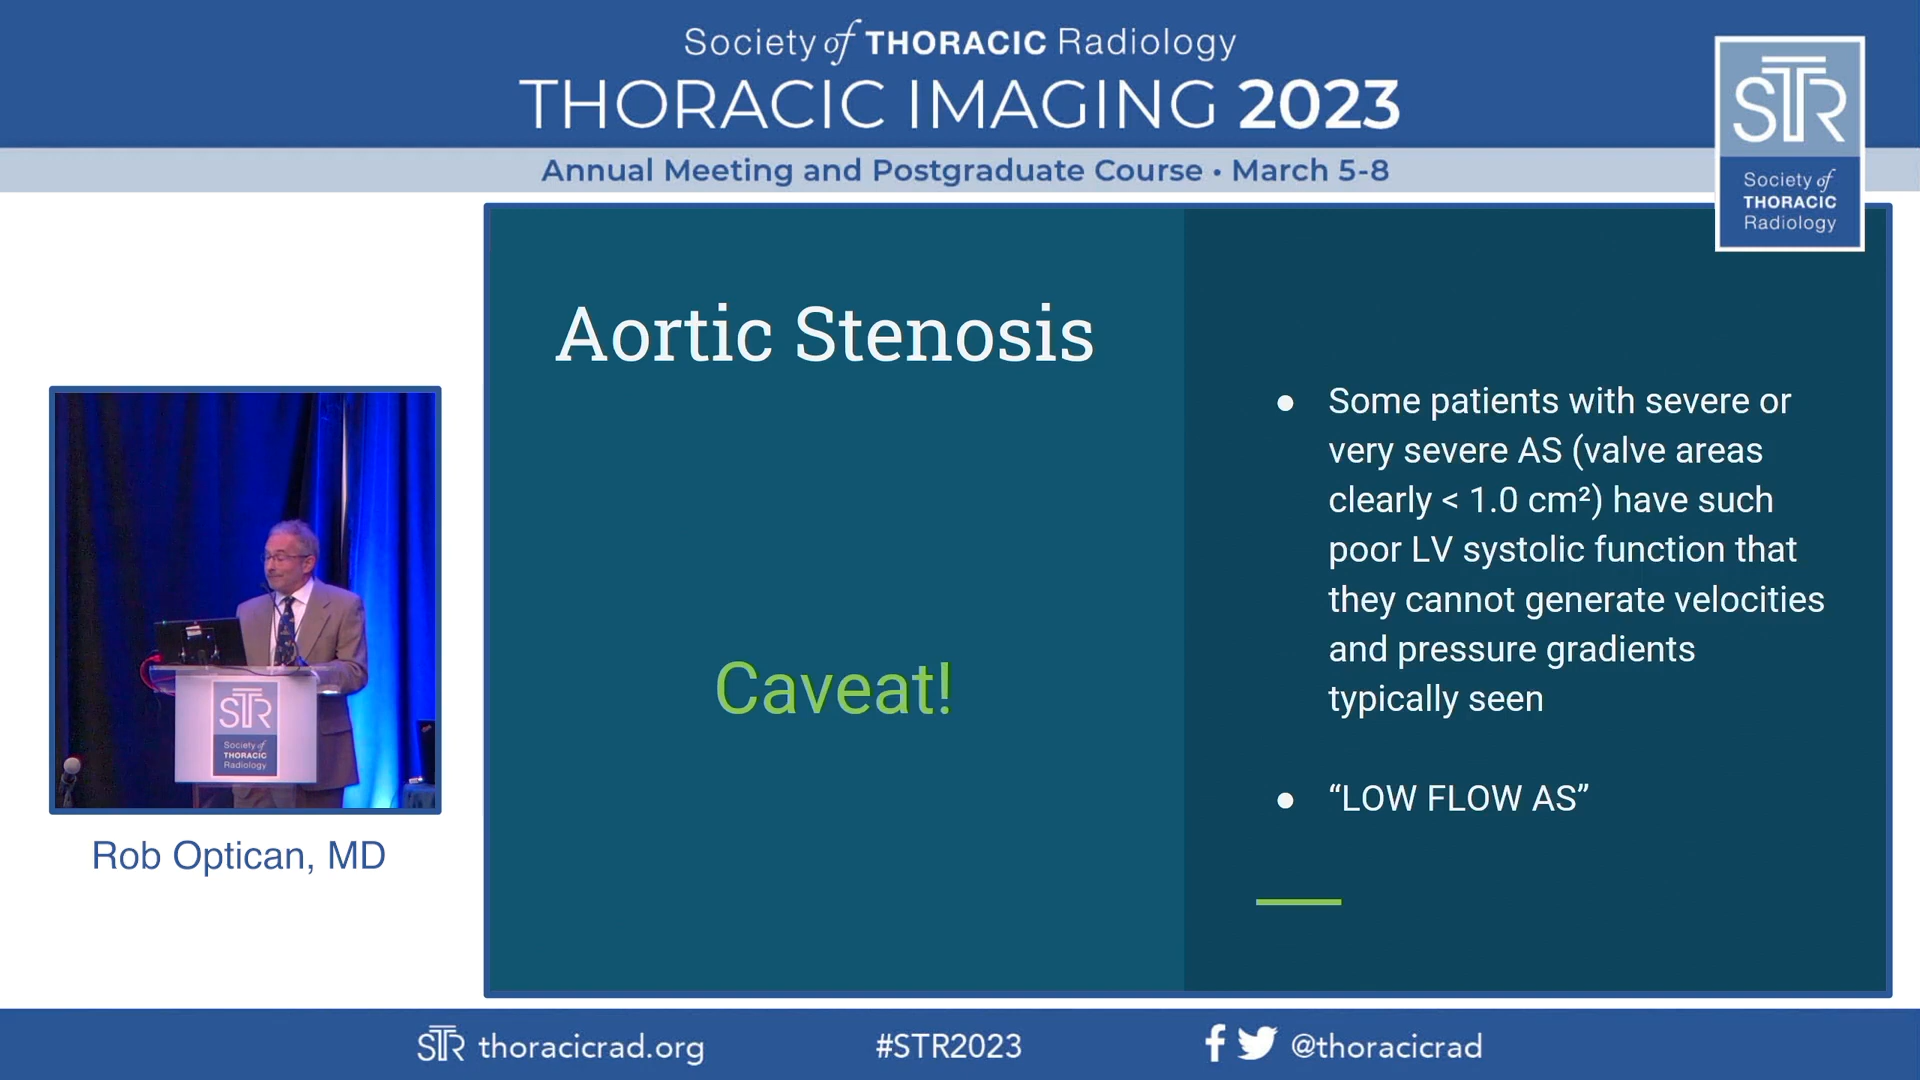 Society of THORACIC Radiology
THORACIC IMAGING 2023
Annual Meeting and Postgraduate Course • March 5-8
STR
Society of
THORACIC
Radiology
Aortic Stenosis
Caveat!
● Some patients with severe or
very severe AS (valve areas
clearly < 1.0 cm²) have such
poor LV systolic function that
they cannot generate velocities
and pressure gradients
typically seen
● “LOW FLOW AS”
STR
Society of
THORACIC
Radiology
Rob Optican, MD
STR thoracicrad.org
#STR2023
@thoracicrad